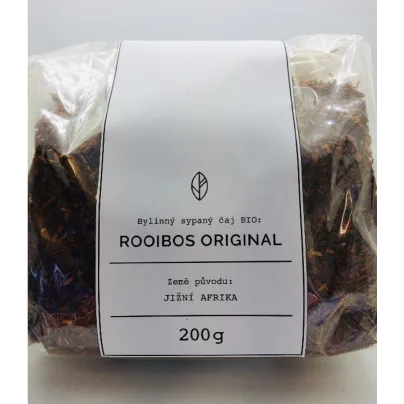 Bylinný sypaný čaj BIO:
ROOIBOS ORIGINAL
Země původu:
JIŽNÍ AFRIKA
200g